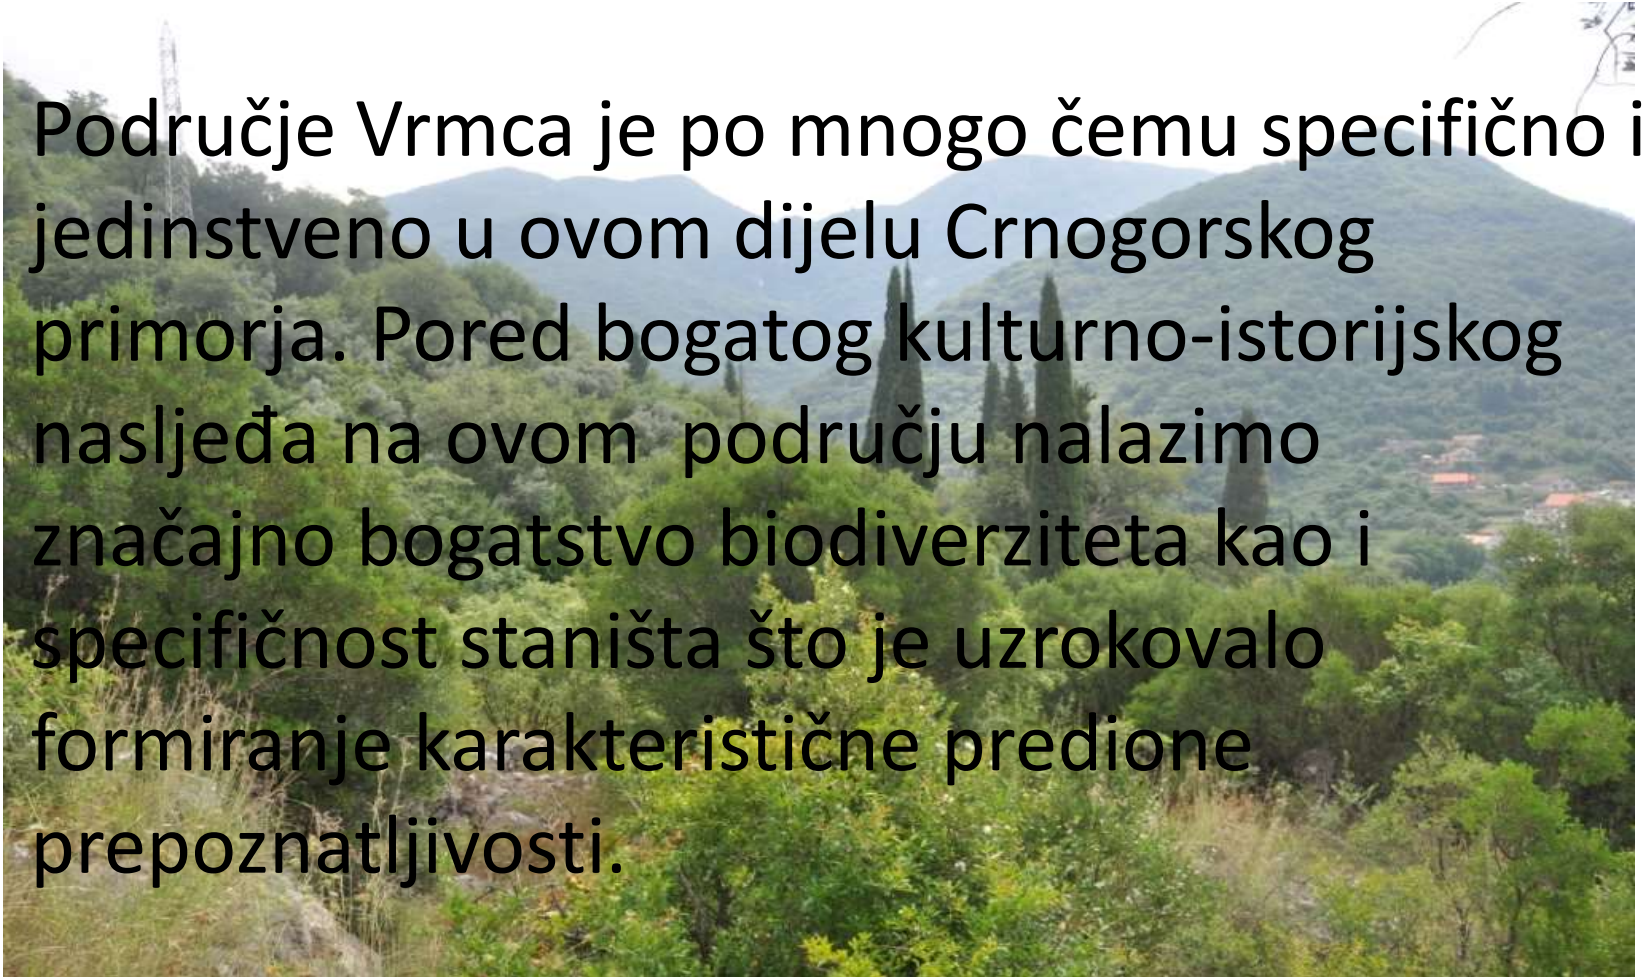 Područje Vrmca je po mnogo čemu specifično i
jedinstveno u ovom dijelu Crnogorskog
primorja. Pored bogatog kulturno-istorijskog
nasljeđa na ovom  području nalazimo
značajno bogatstvo biodiverziteta kao i
specifičnost staništa što je uzrokovalo
formiranje karakteristične predione
prepoznatljivosti.